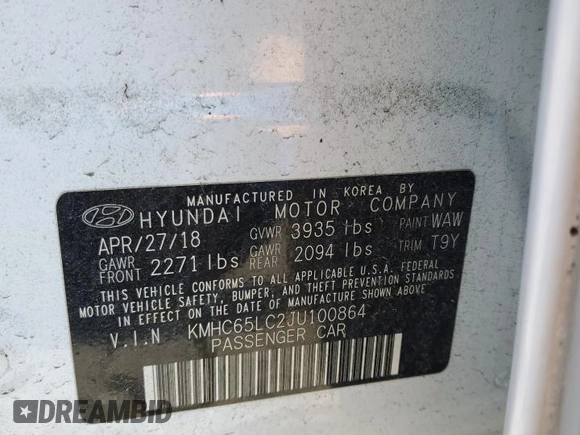 MANUFACTURED IN KOREA BY
HYUNDAI MOTOR COMPANY
APR/27/18 GVWR 3935 lbs PAINT WAW
GAWR FRONT 2271 lbs GAWR REAR 2094 lbs TRIM T9Y
THIS VEHICLE CONFORMS TO ALL APPLICABLE U.S.A. FEDERAL
MOTOR VEHICLE SAFETY, BUMPER, AND THEFT PREVENTION STANDARDS
IN EFFECT ON THE DATE OF MANUFACTURE SHOWN ABOVE.
V.I.N KMHC65LC2JU100864
PASSENGER CAR
DREAMBID